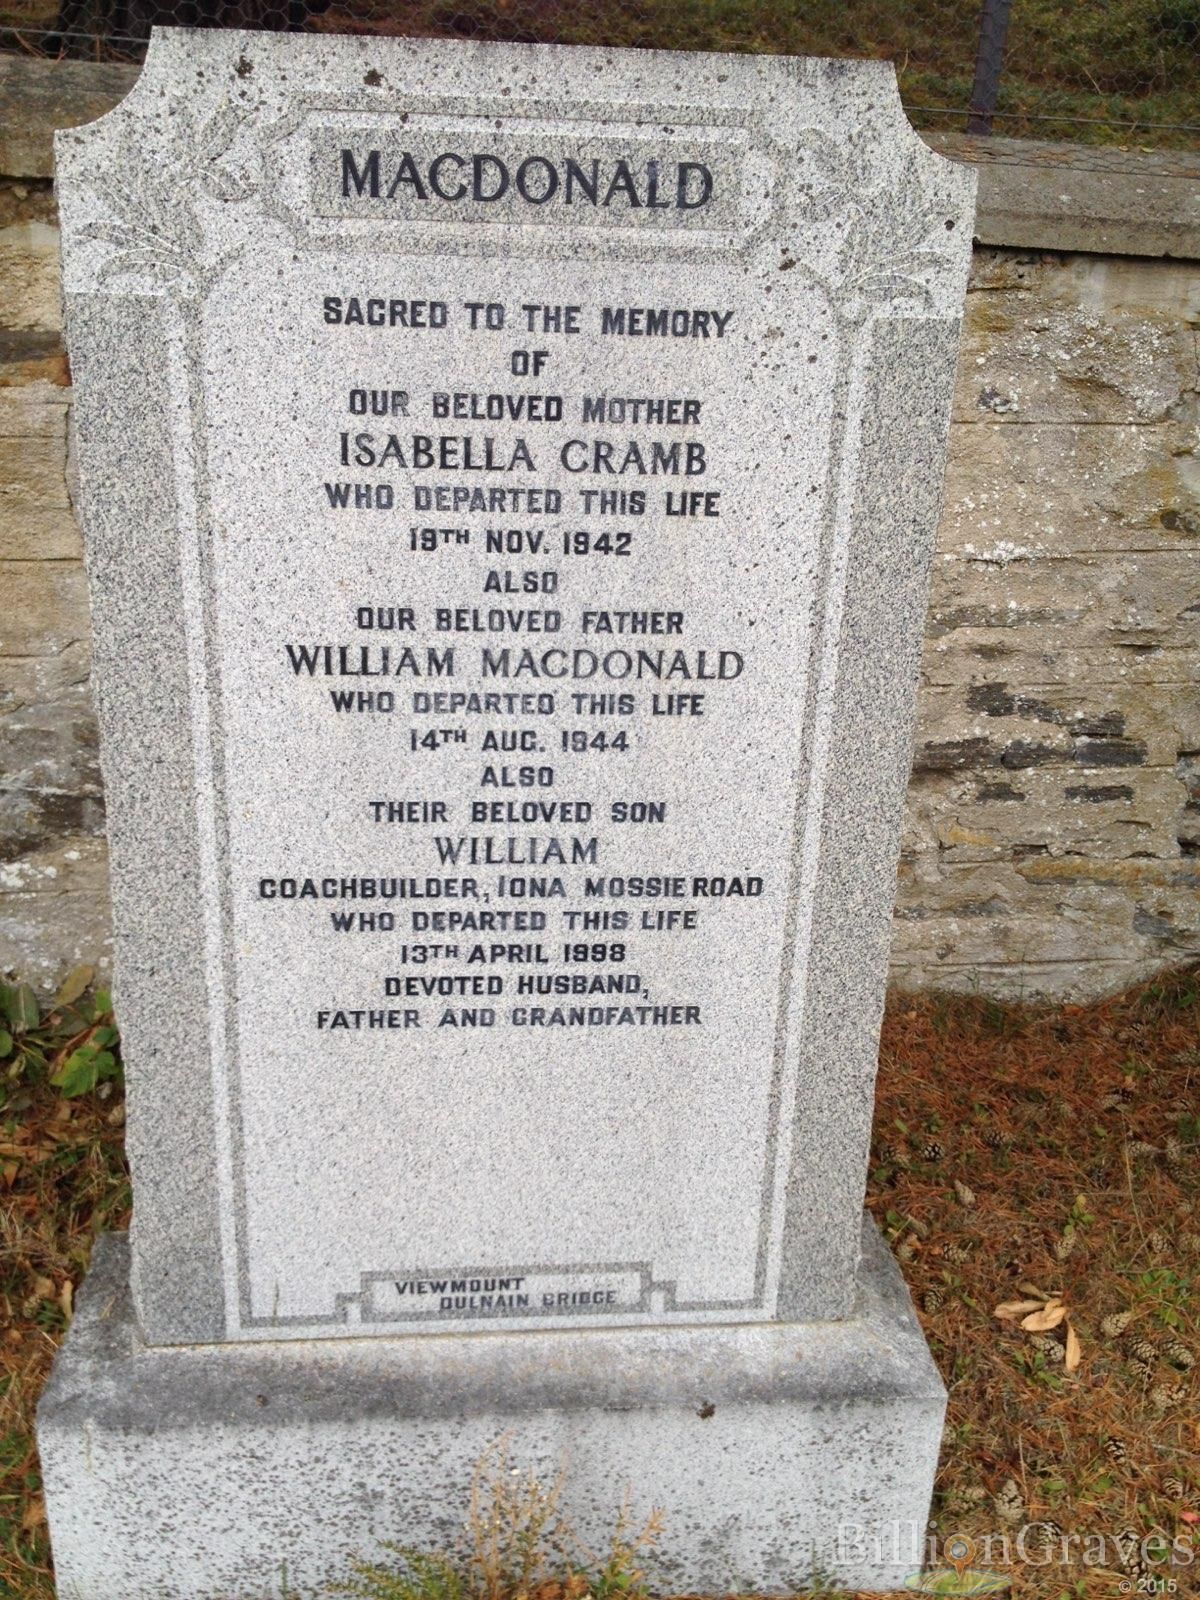 MACDONALD
SACRED TO THE MEMORY
OF
OUR BELOVED MOTHER
ISABELLA CRAMB
WHO DEPARTED THIS LIFE
19TH NOV. 1942
ALSO
OUR BELOVED FATHER
WILLIAM MACDONALD
WHO DEPARTED THIS LIFE
14TH AUG. 1944
ALSO
THEIR BELOVED SON
WILLIAM
COACHBUILDER, IONA MOSSIE ROAD
WHO DEPARTED THIS LIFE
13TH APRIL 1998
DEVOTED HUSBAND,
FATHER AND GRANDFATHER
VIEWMOUNT
DULNAIN BRIDGE
BillionGraves
© 2015